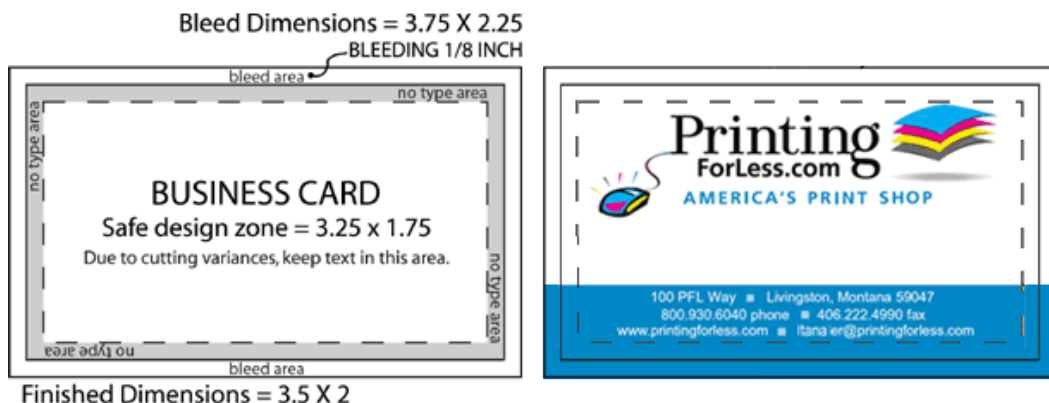 Bleed Dimensions = 3.75 X 2.25
BLEEDING 1/8 INCH
bleed area
no type area
no type area
BUSINESS CARD
Safe design zone = 3.25 x 1.75
Due to cutting variances, keep text in this area.
no type area
no type area
bleed area
Finished Dimensions = 3.5 X 2
Printing
ForLess.com
AMERICA'S PRINT SHOP
100 PFL Way ■ Livingston, Montana 59047
800.930.6040 phone ■ 406.222.4990 fax
www.printingforless.com ■